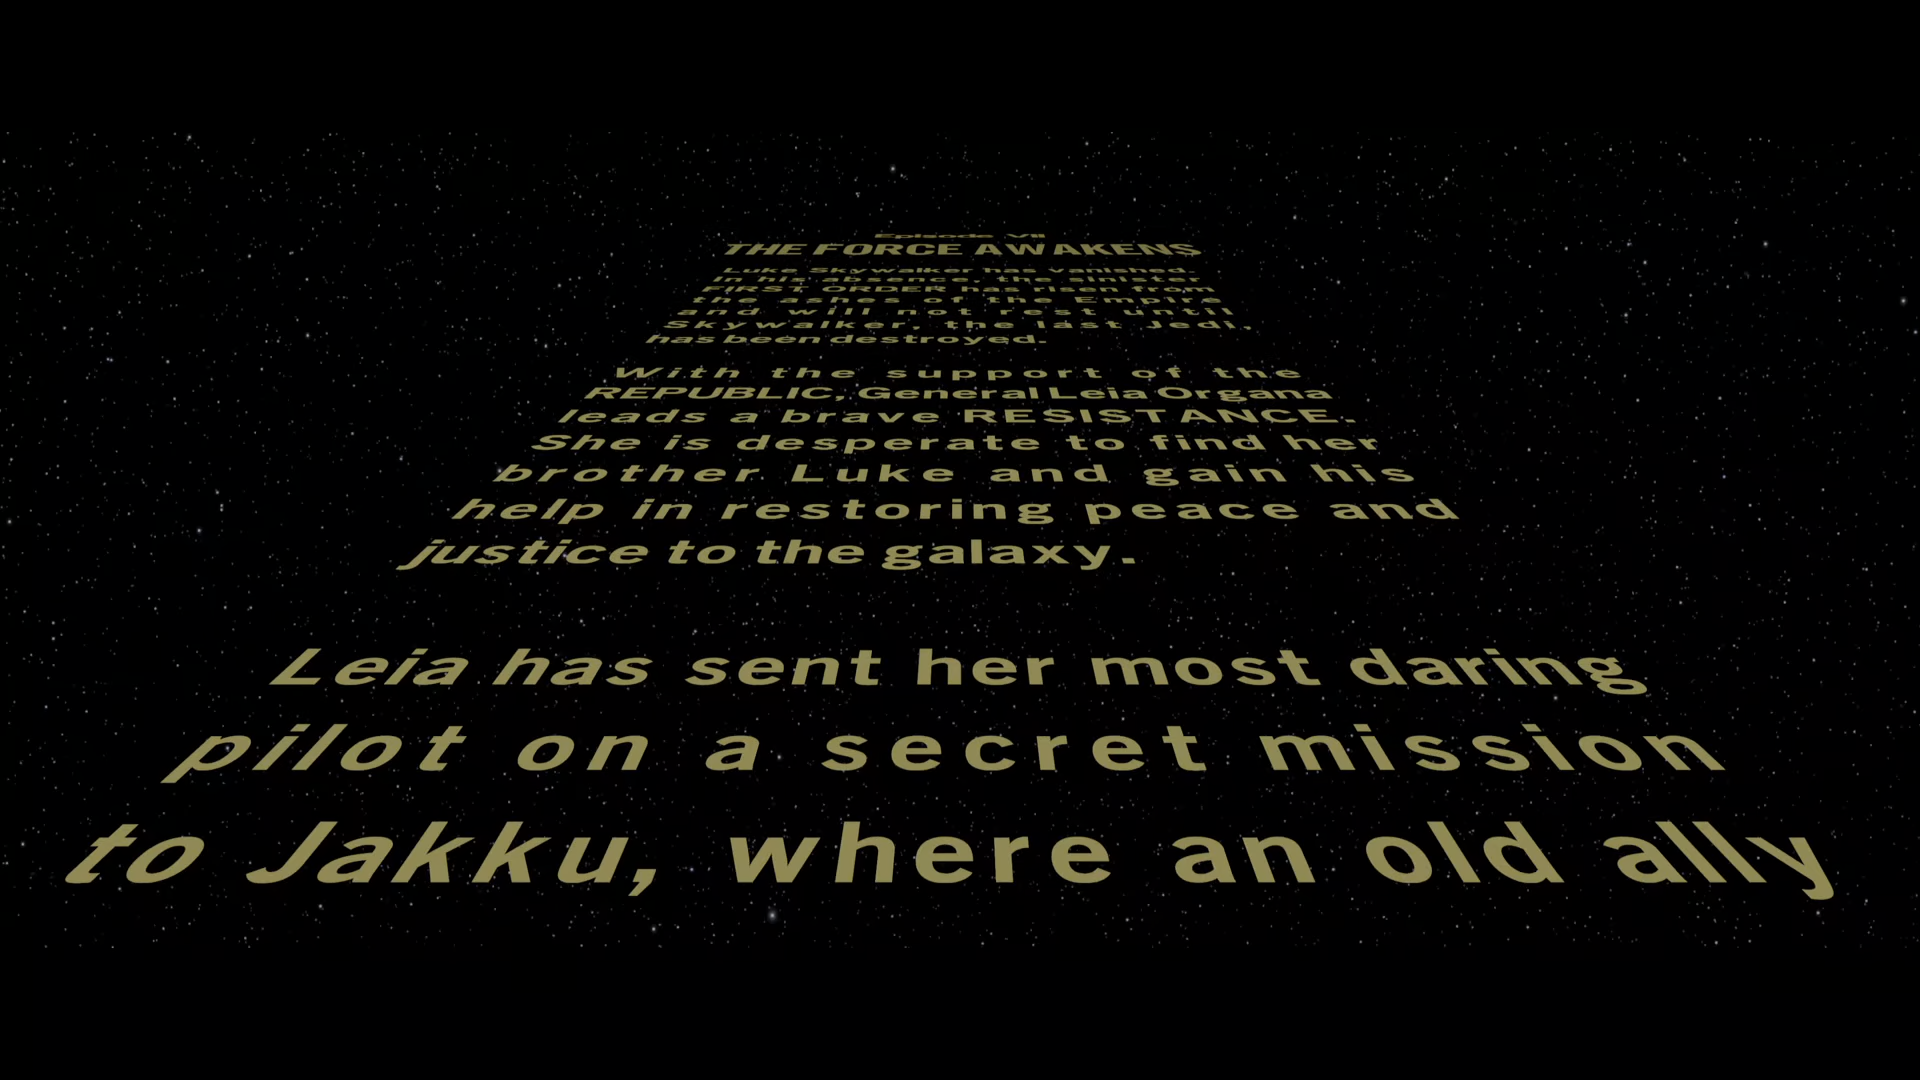 Episode VII
THE FORCE AWAKENS
Luke Skywalker has vanished.
In his absence, the sinister
FIRST ORDER has risen from
the ashes of the Empire
and will not rest until
Skywalker, the last Jedi,
has been destroyed.
With the support of the
REPUBLIC, General Leia Organa
leads a brave RESISTANCE.
She is desperate to find her
brother Luke and gain his
help in restoring peace and
justice to the galaxy.
Leia has sent her most daring
pilot on a secret mission
to Jakku, where an old ally